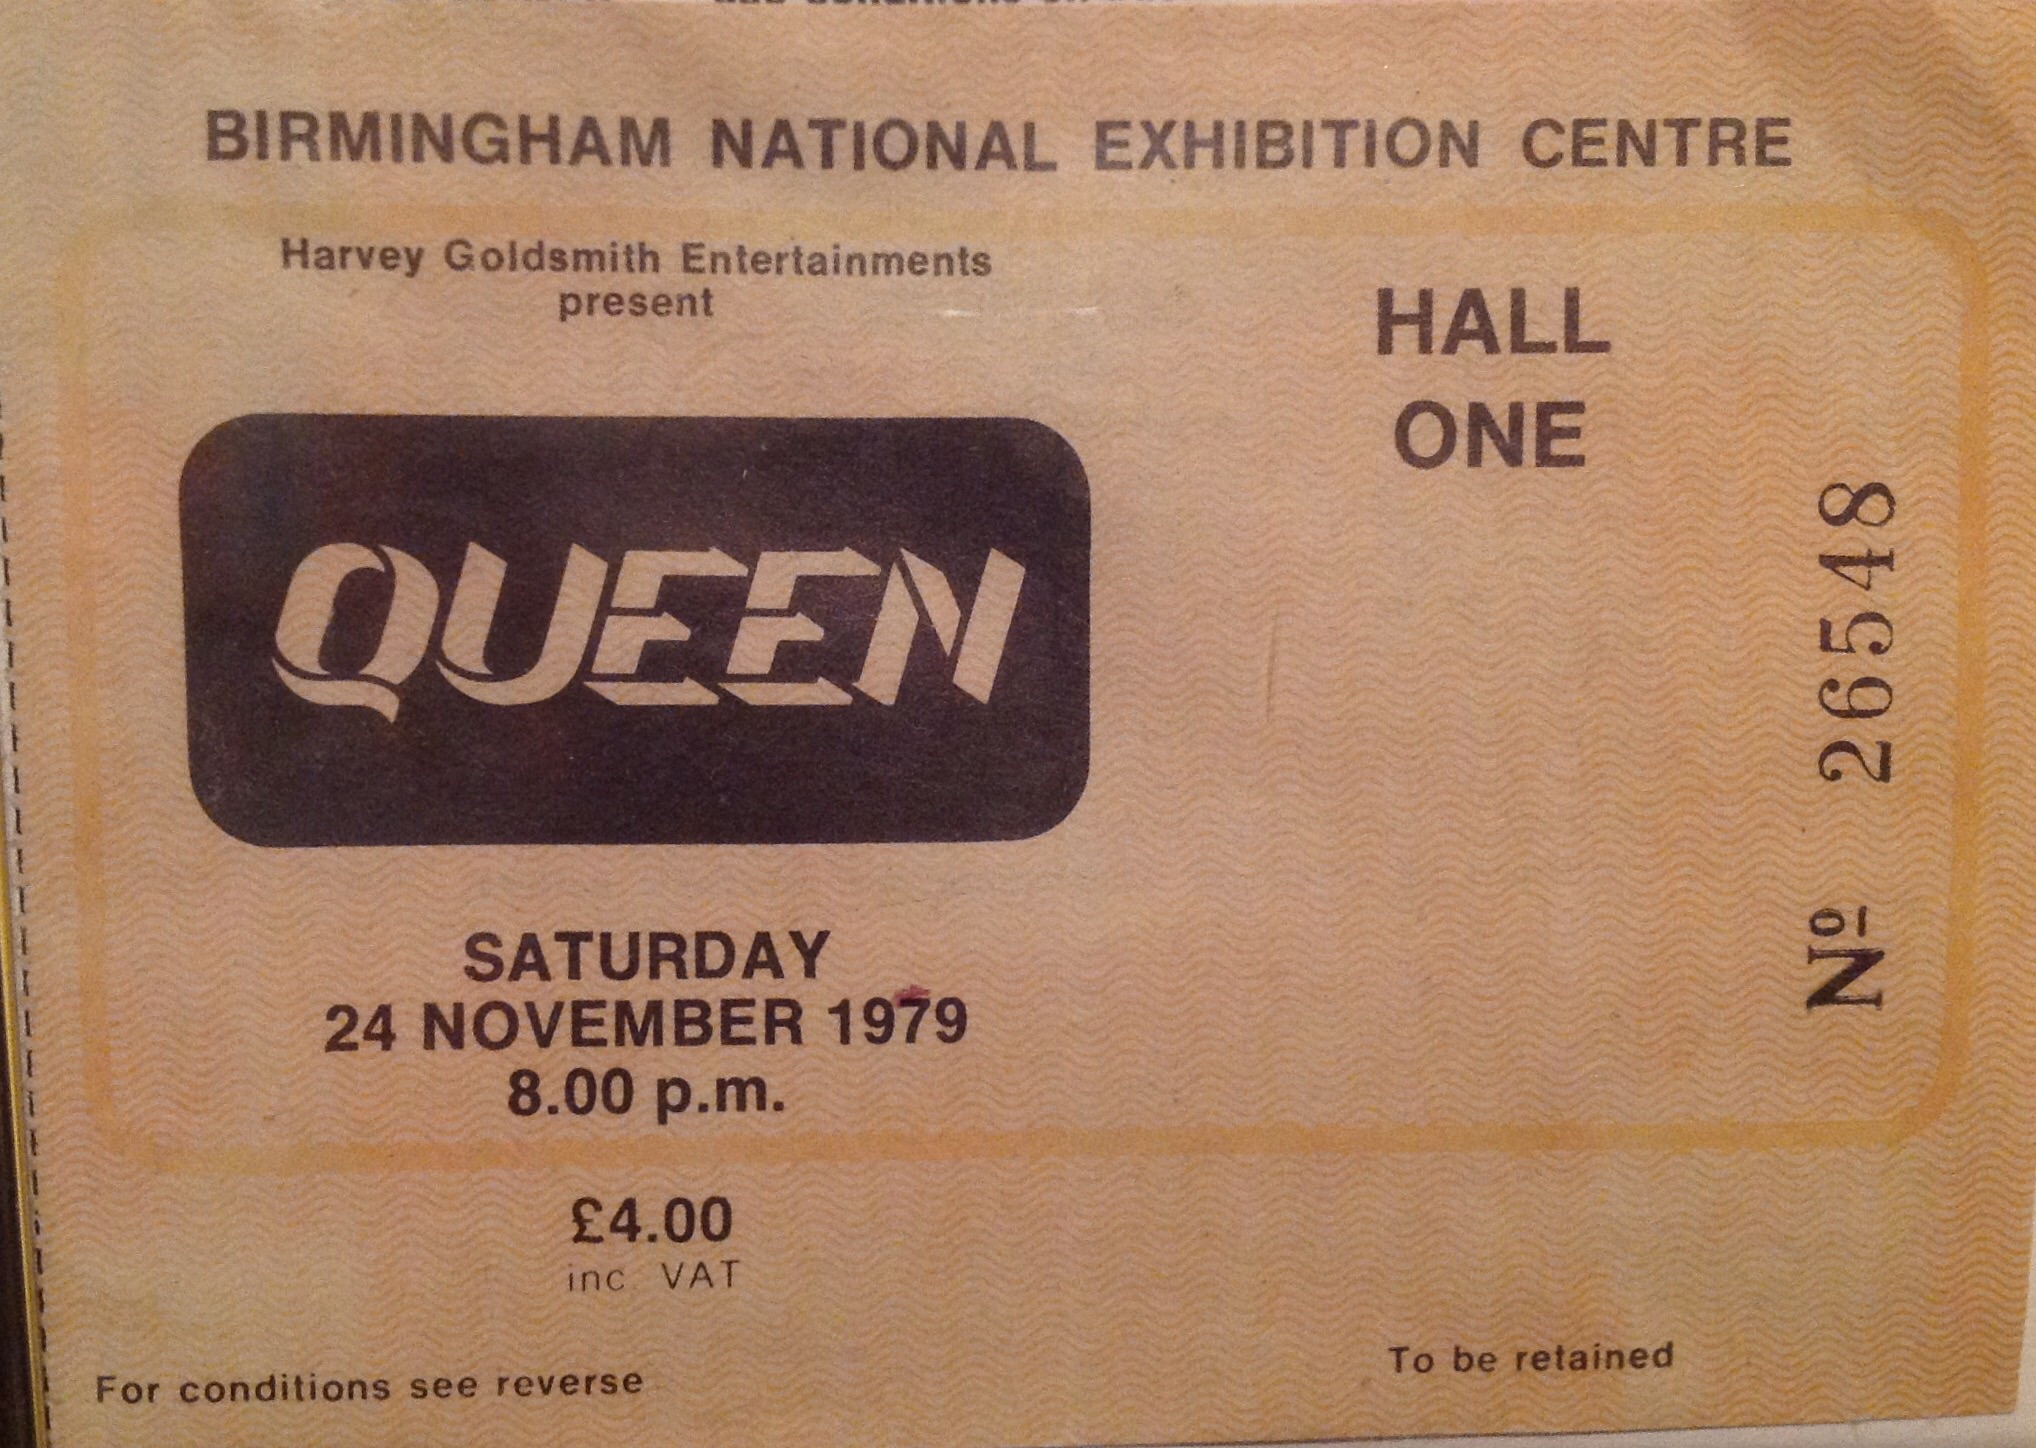 BIRMINGHAM NATIONAL EXHIBITION CENTRE
Harvey Goldsmith Entertainments
present
HALL
ONE
QUEEN
SATURDAY
24 NOVEMBER 1979
8.00 p.m.
£4.00
inc. VAT
Nº 26548
For conditions see reverse
To be retained